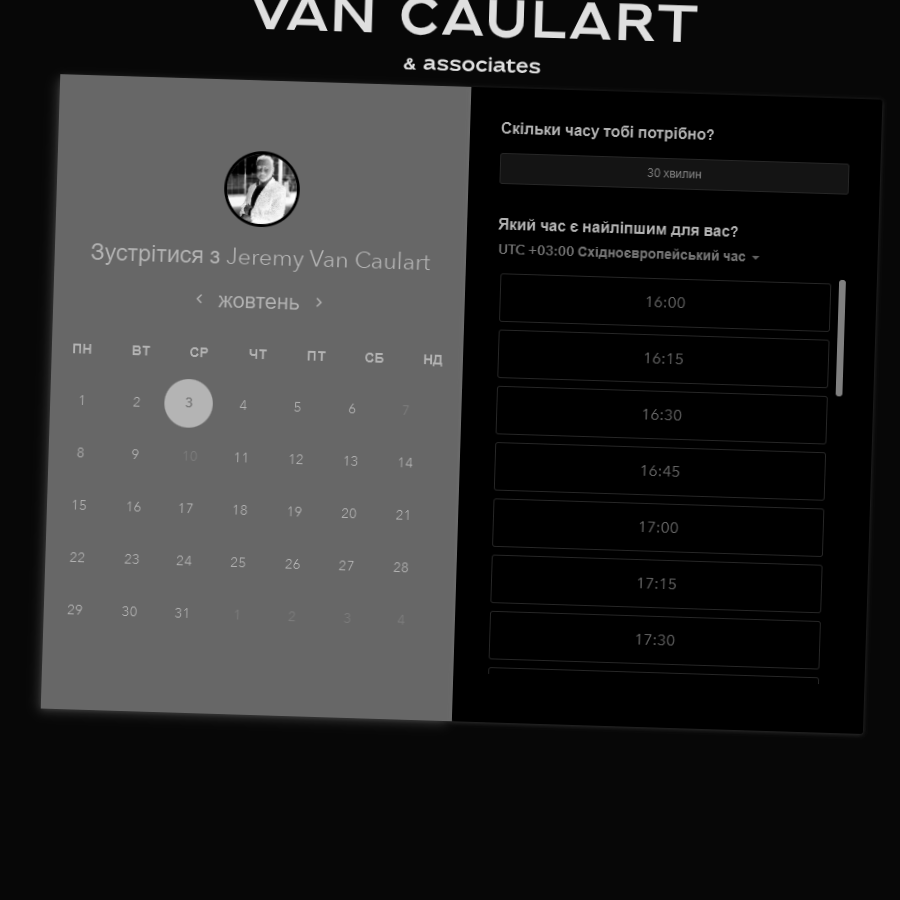 VAN CAULART
& associates
Зустрітися з Jeremy Van Caulart
‹ жовтень ›
ПН ВТ СР ЧТ ПТ СБ НД
1 2 3 4 5 6 7
8 9 10 11 12 13 14
15 16 17 18 19 20 21
22 23 24 25 26 27 28
29 30 31 1 2 3 4
Скільки часу тобі потрібно?
30 хвилин
Який час є найліпшим для вас?
UTC +03:00 Східноєвропейський час
16:00
16:15
16:30
16:45
17:00
17:15
17:30